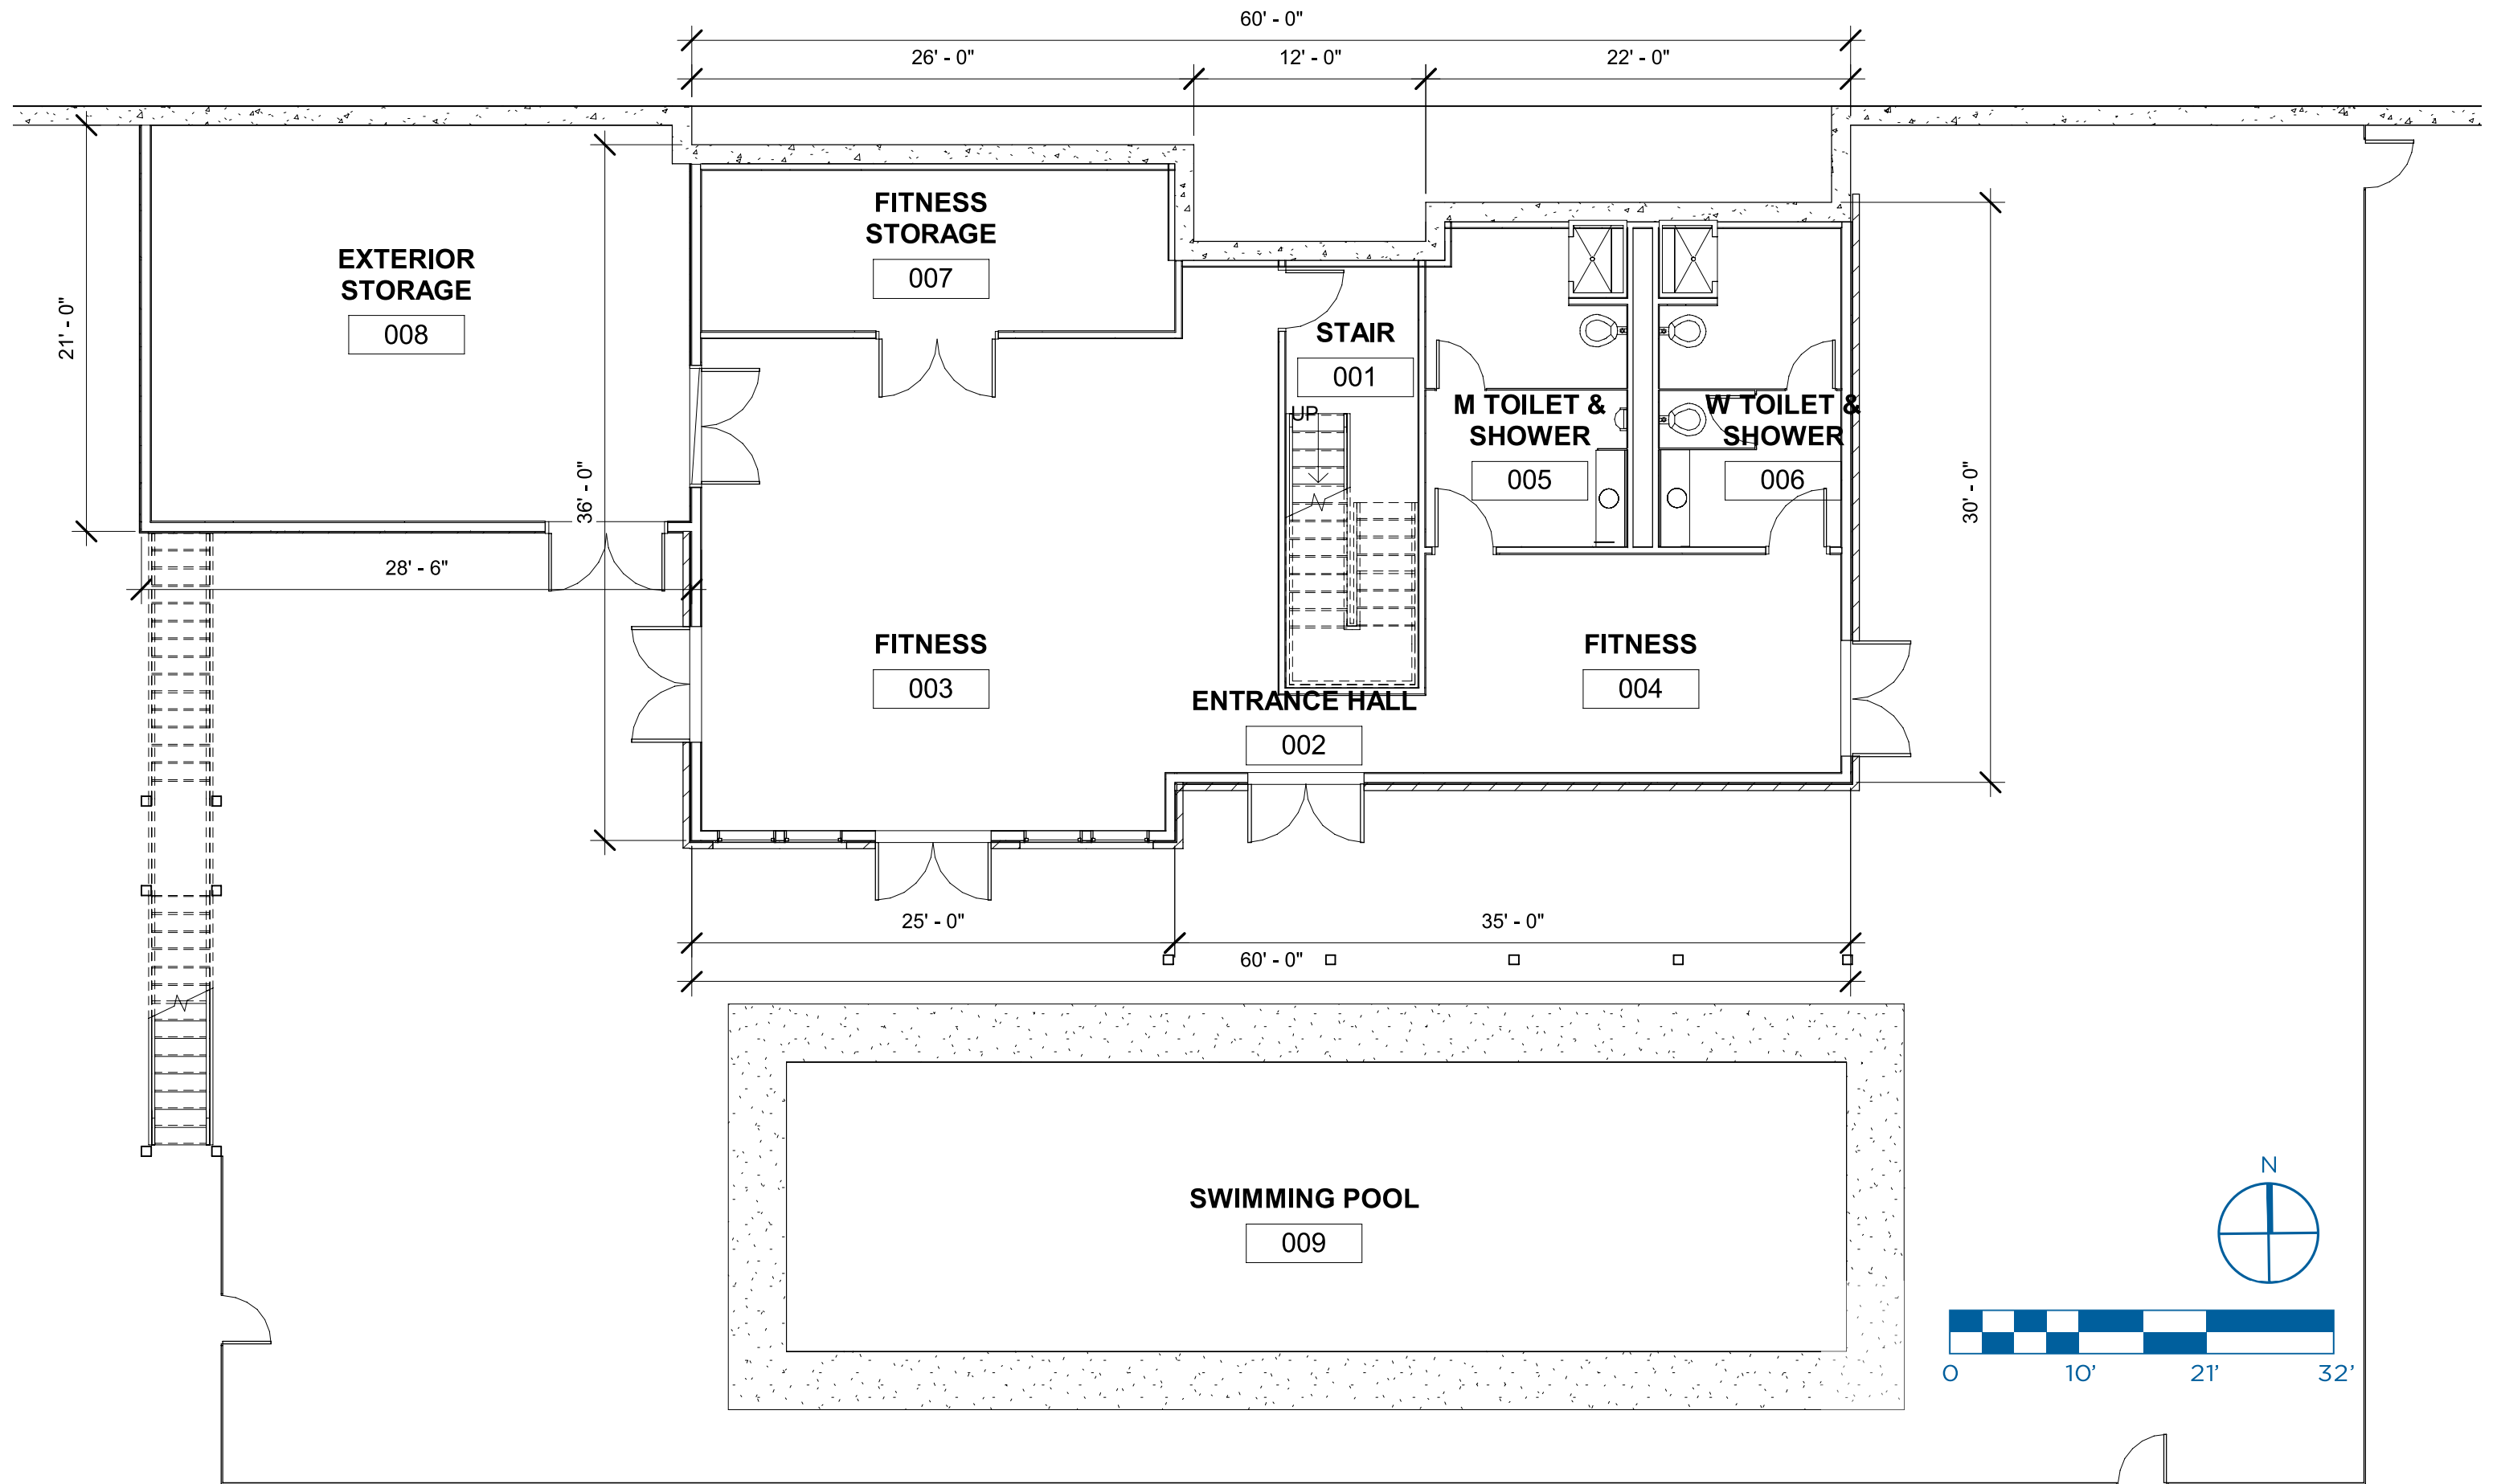 60' - 0"
26' - 0"
12' - 0"
22' - 0"
EXTERIOR
STORAGE
008
FITNESS
STORAGE
007
STAIR
001
UP
M TOILET &
SHOWER
005
W TOILET &
SHOWER
006
21' - 0"
36' - 0"
30' - 0"
28' - 6"
FITNESS
003
ENTRANCE HALL
002
FITNESS
004
25' - 0"
35' - 0"
60' - 0"
SWIMMING POOL
009
N
0 10' 21' 32'